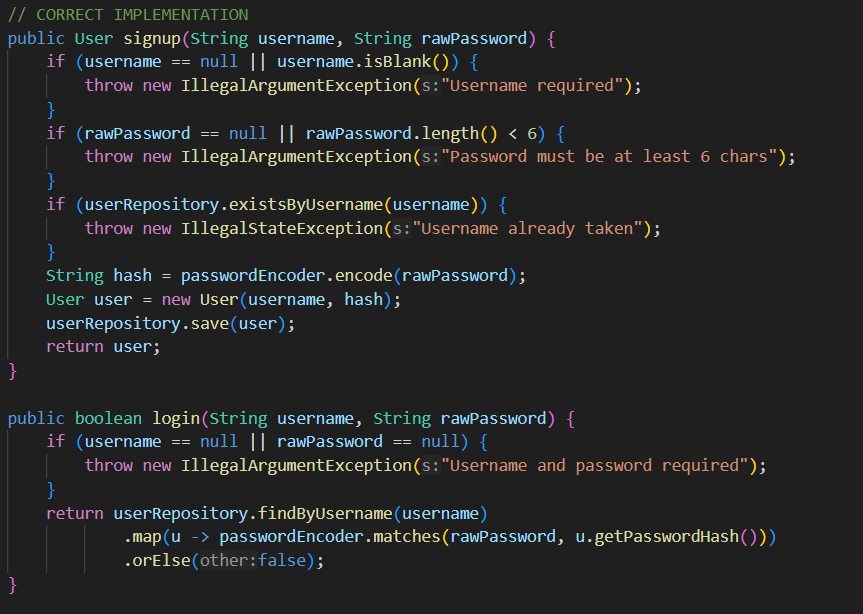 // CORRECT IMPLEMENTATION
public User signup(String username, String rawPassword) {
    if (username == null || username.isBlank()) {
        throw new IllegalArgumentException(s:"Username required");
    }
    if (rawPassword == null || rawPassword.length() < 6) {
        throw new IllegalArgumentException(s:"Password must be at least 6 chars");
    }
    if (userRepository.existsByUsername(username)) {
        throw new IllegalStateException(s:"Username already taken");
    }
    String hash = passwordEncoder.encode(rawPassword);
    User user = new User(username, hash);
    userRepository.save(user);
    return user;
}

public boolean login(String username, String rawPassword) {
    if (username == null || rawPassword == null) {
        throw new IllegalArgumentException(s:"Username and password required");
    }
    return userRepository.findByUsername(username)
            .map(u -> passwordEncoder.matches(rawPassword, u.getPasswordHash()))
            .orElse(other:false);
}